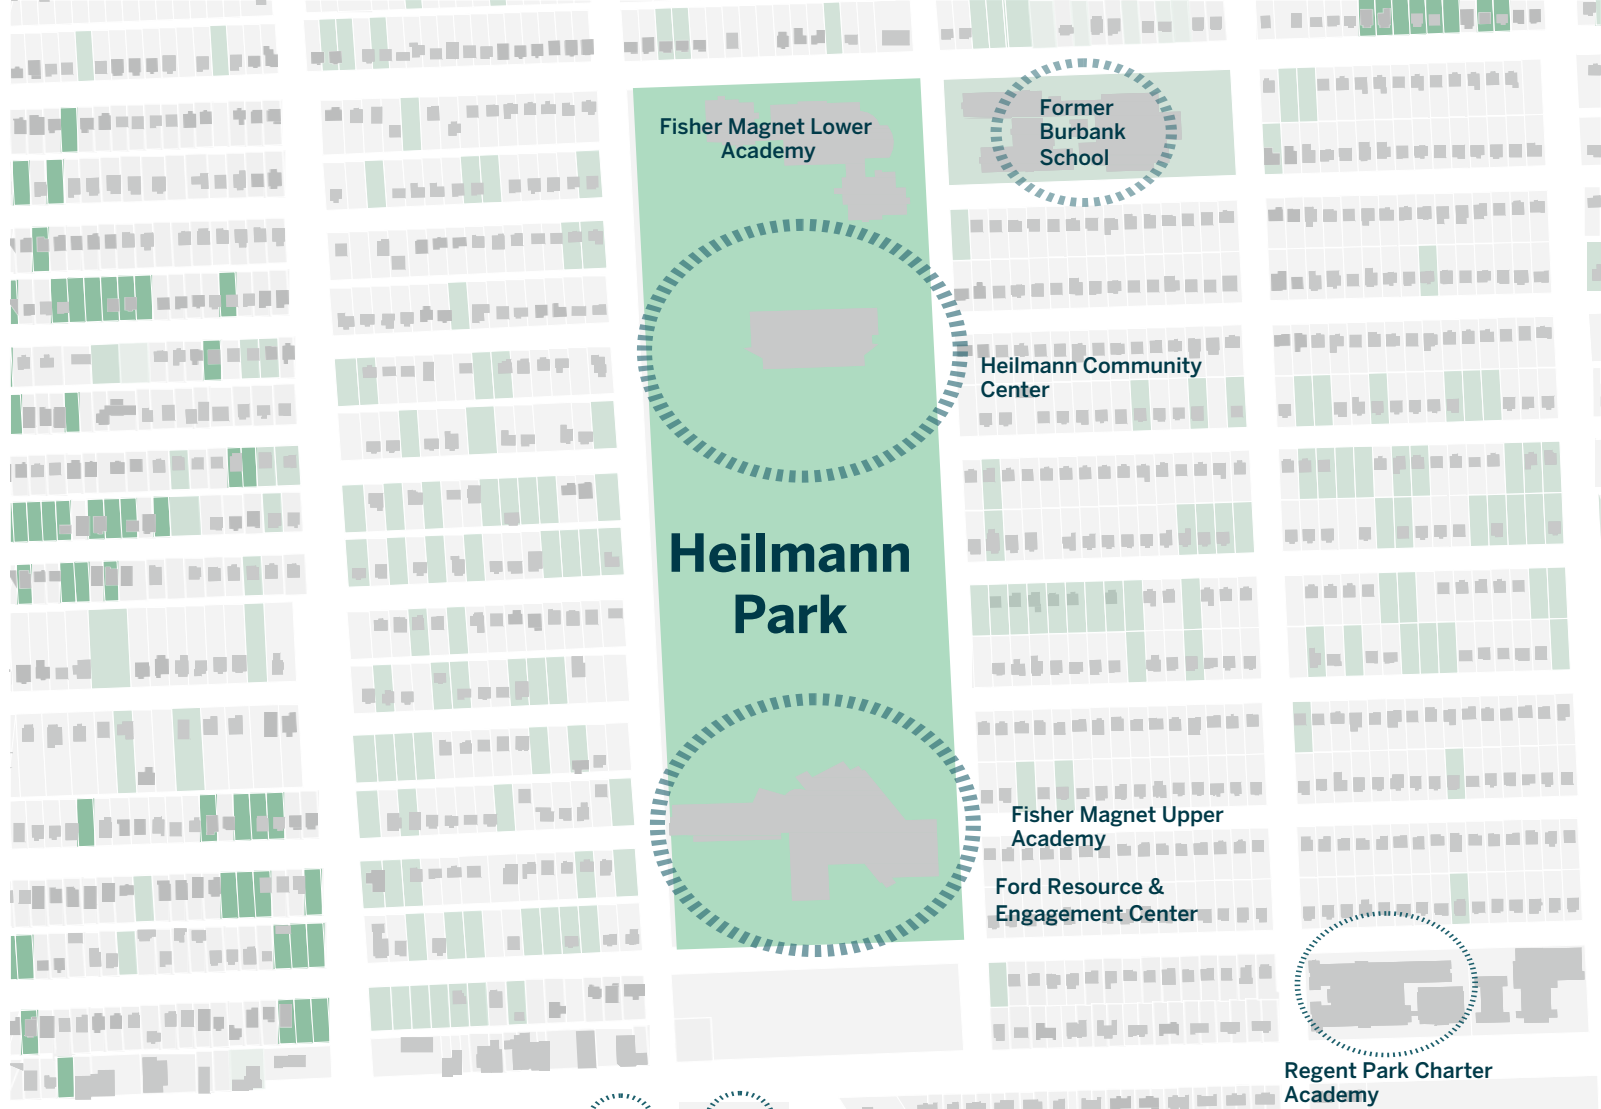 Fisher Magnet Lower
Academy
Former
Burbank
School
Heilmann Community
Center
Heilmann
Park
Fisher Magnet Upper
Academy
Ford Resource &
Engagement Center
Regent Park Charter
Academy